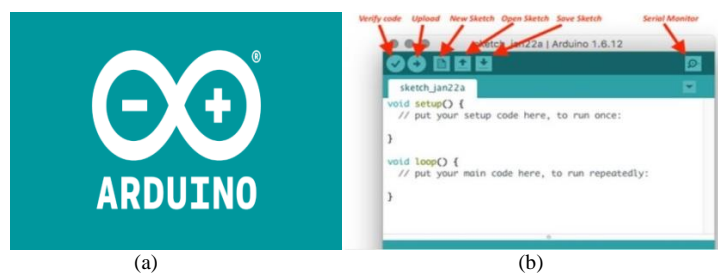 ®
ARDUINO
Verify code Upload New Sketch Open Sketch Save Sketch Serial Monitor
sketch_jan22a | Arduino 1.6.12
sketch_jan22a
void setup() {
// put your setup code here, to run once:
}
void loop() {
// put your main code here, to run repeatedly:
}
(a) (b)